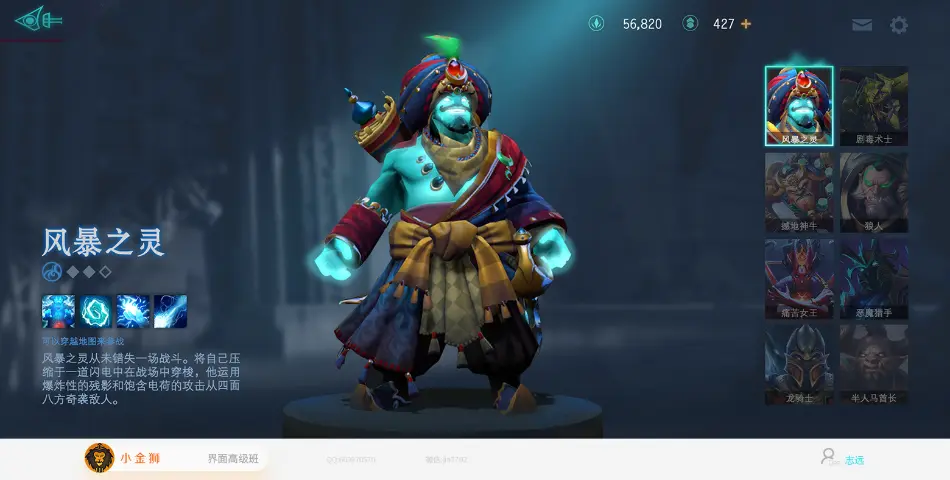 56,820
427
风暴之灵
剧毒术士
撼地神牛
狼人
痛苦女王
恶魔猎手
龙骑士
半人马首长
风暴之灵
可以穿越地图来参战
风暴之灵从未错失一场战斗。将自己压
缩于一道闪电中在战场中穿梭，他运用
爆炸性的残影和饱含电荷的攻击从四面
八方奇袭敌人。
小金狮
界面高级班
志远